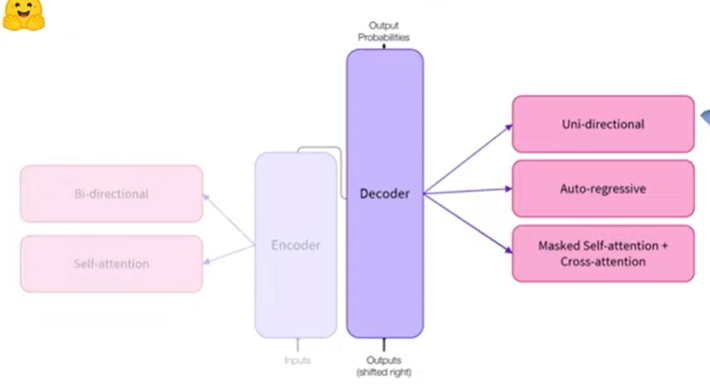 Output
Probabilities
Uni-directional
Bi-directional
Decoder
Auto-regressive
Encoder
Self-attention
Masked Self-attention +
Cross-attention
Inputs
Outputs
(shifted right)